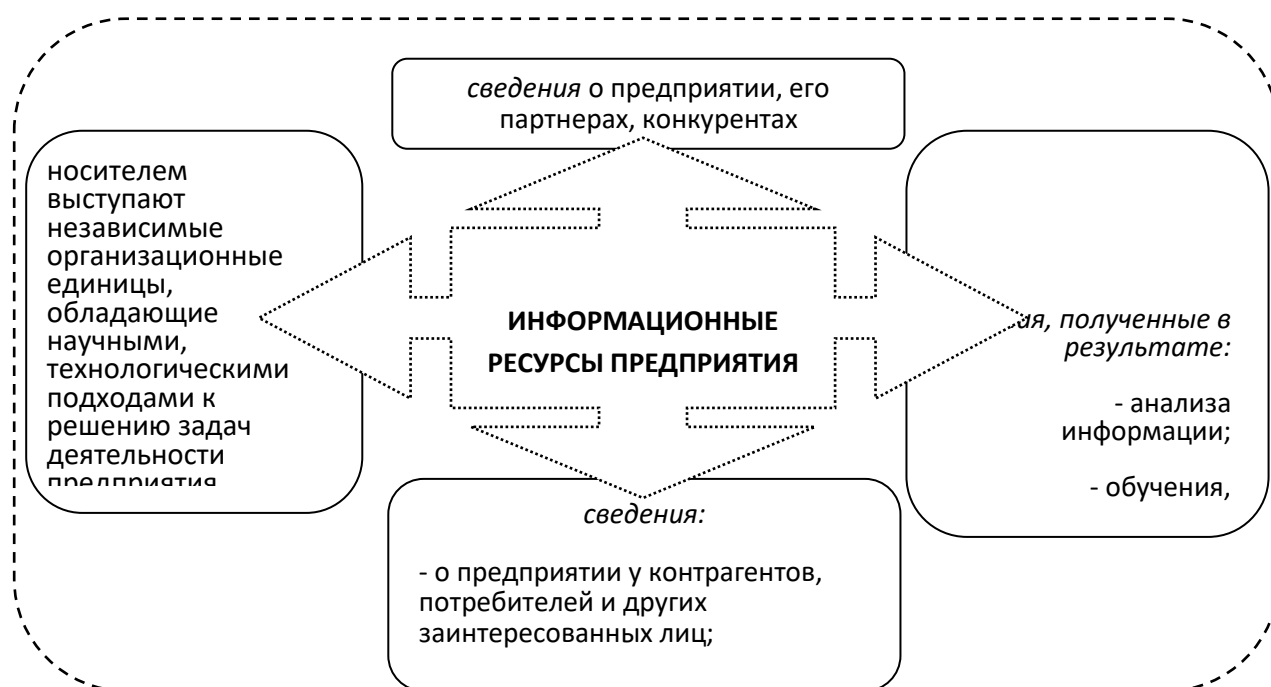 сведения о предприятии, его
партнерах, конкурентах
носителем
выступают
независимые
организационные
единицы,
обладающие
научными,
технологическими
подходами к
решению задач
деятельности
предприятия
ИНФОРМАЦИОННЫЕ
РЕСУРСЫ ПРЕДПРИЯТИЯ
полученные в
результате:
- анализа
информации;
- обучения,
сведения:
- о предприятии у контрагентов,
потребителей и других
заинтересованных лиц;